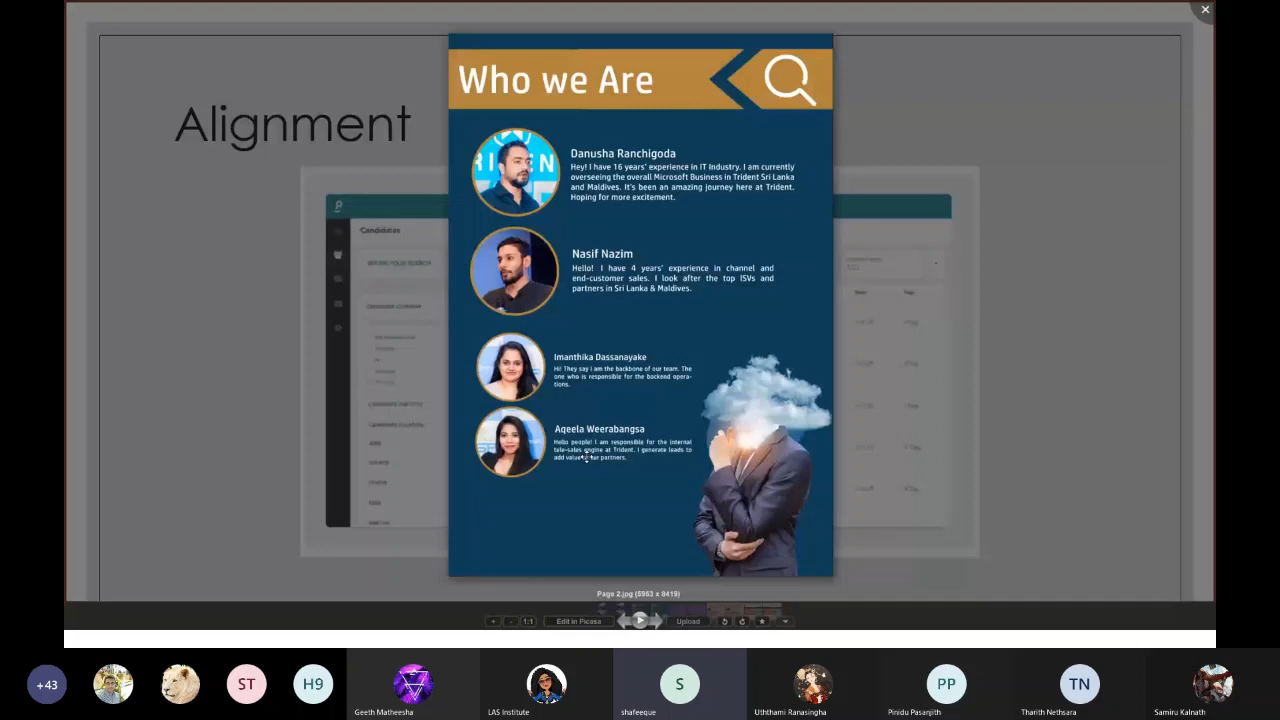 Alignment
Who we Are
Danusha Ranchigoda
Hey! I have 16 years' experience in IT Industry. I am currently
overseeing the overall Microsoft Business in Trident Sri Lanka
and Maldives. It's been an amazing journey here at Trident.
Hoping for more excitement.
Nasif Nazim
Hello! I have 4 years' experience in channel and
end-customer sales. I look after the top ISVs and
partners in Sri Lanka & Maldives.
Imanthika Dassanayake
Hi! They say I am the backbone of our team. The
one who is responsible for the backend opera-
tions.
Aqeela Weerabangsa
Hello people! I am responsible for the internal
tele-sales engine at Trident. I generate leads to
add value our partners.
Candidates
Page 2.jpg (5963 x 8419)
1:1
Edit in Picasa
Upload
+43
ST
H9
Geeth Matheesha
LAS Institute
S
shafeeque
Uththami Ranasingha
PP
Pinidu Pasanjith
TN
Tharith Nethsara
Samiru Kalnath